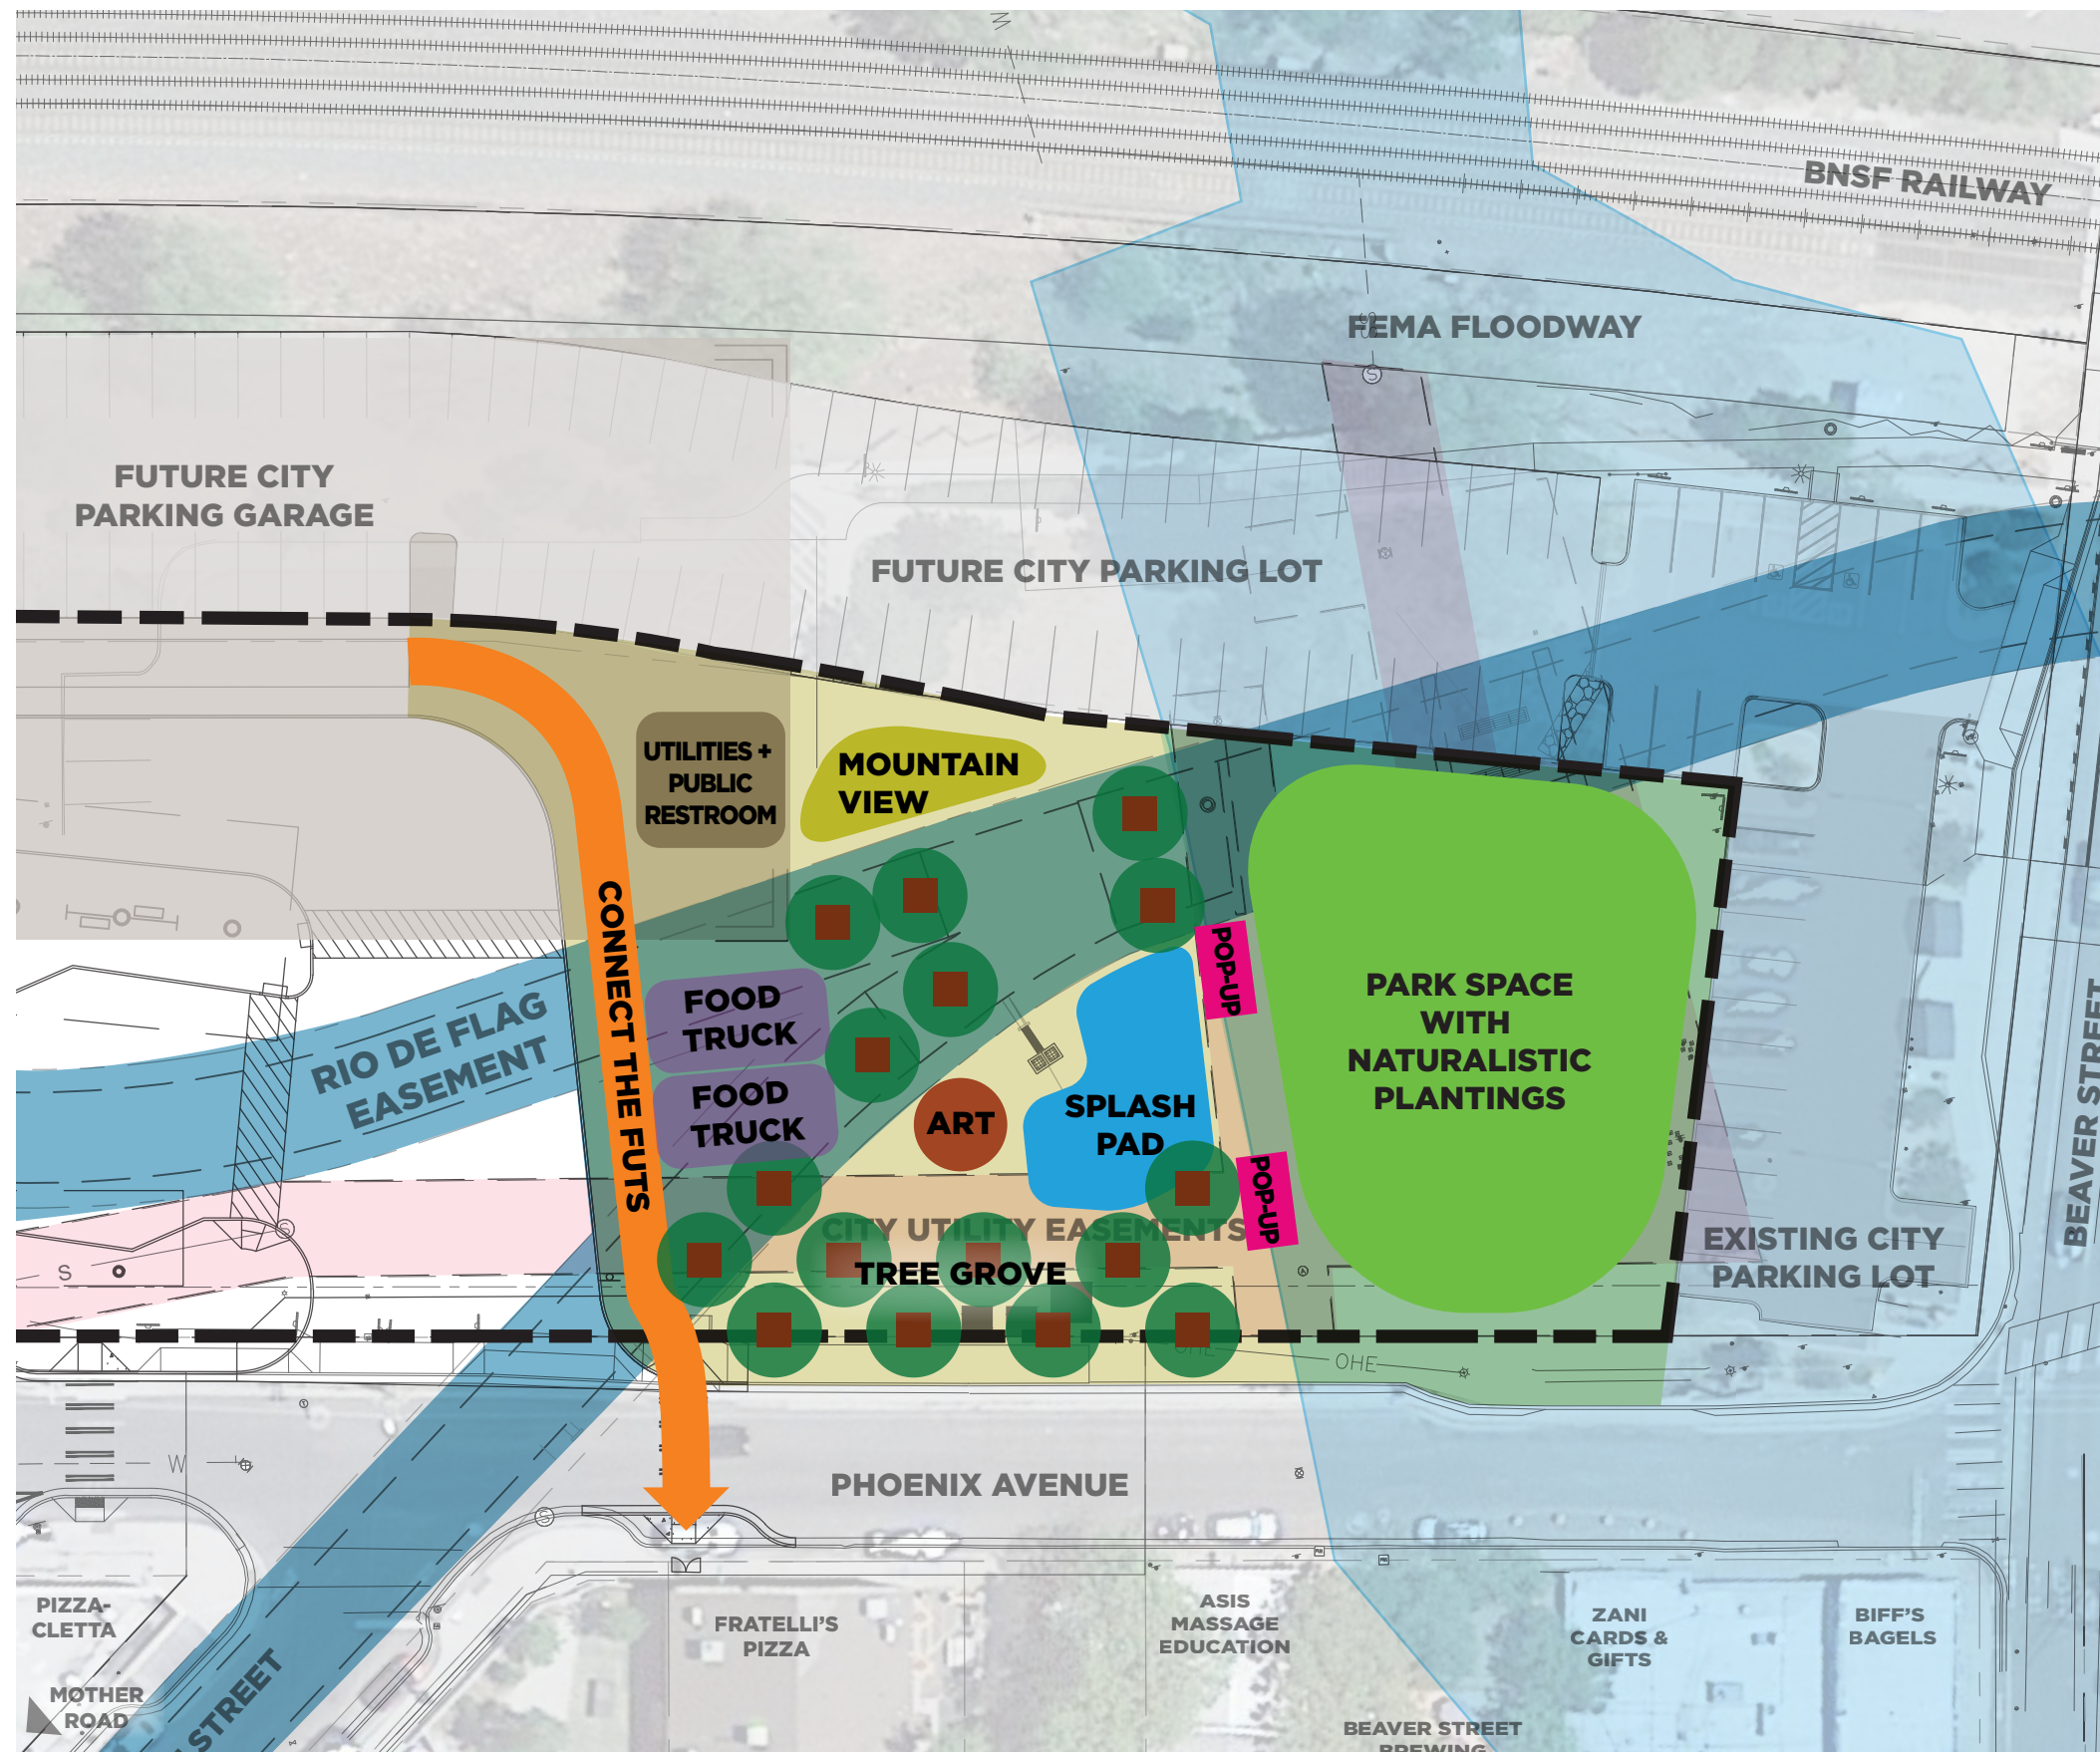 BNSF RAILWAY
FEMA FLOODWAY
FUTURE CITY
PARKING GARAGE
FUTURE CITY PARKING LOT
UTILITIES +
PUBLIC
RESTROOM
MOUNTAIN
VIEW
CONNECT THE FUTS
FOOD
TRUCK
FOOD
TRUCK
RIO DE FLAG
EASEMENT
ART
SPLASH
PAD
POP-UP
POP-UP
PARK SPACE
WITH
NATURALISTIC
PLANTINGS
CITY UTILITY EASEMENTS
TREE GROVE
EXISTING CITY
PARKING LOT
BEAVER STREET
S
S
S
OHE
OHE
W
S
PHOENIX AVENUE
PIZZA-
CLETTA
MOTHER
ROAD
STREET
FRATELLI'S
PIZZA
ASIS
MASSAGE
EDUCATION
ZANI
CARDS &
GIFTS
BIFF'S
BAGELS
BEAVER STREET
BREWING